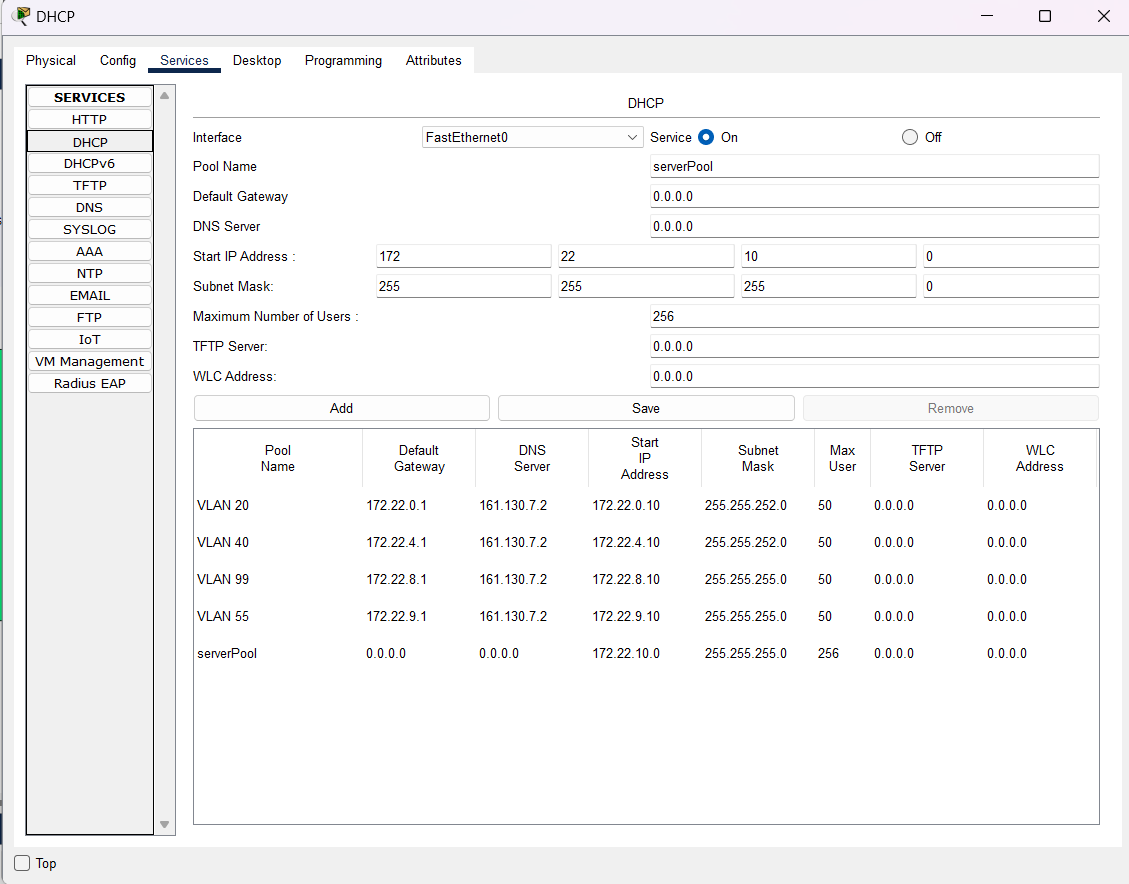 DHCP
Physical Config Services Desktop Programming Attributes
SERVICES
HTTP
DHCP
DHCPv6
TFTP
DNS
SYSLOG
AAA
NTP
EMAIL
FTP
IoT
VM Management
Radius EAP
DHCP
Interface FastEthernet0 Service On Off
Pool Name serverPool
Default Gateway 0.0.0.0
DNS Server 0.0.0.0
Start IP Address : 172 22 10 0
Subnet Mask: 255 255 255 0
Maximum Number of Users : 256
TFTP Server: 0.0.0.0
WLC Address: 0.0.0.0
Add Save Remove
Pool Name Default Gateway DNS Server Start IP Address Subnet Mask Max User TFTP Server WLC Address
VLAN 20 172.22.0.1 161.130.7.2 172.22.0.10 255.255.252.0 50 0.0.0.0 0.0.0.0
VLAN 40 172.22.4.1 161.130.7.2 172.22.4.10 255.255.252.0 50 0.0.0.0 0.0.0.0
VLAN 99 172.22.8.1 161.130.7.2 172.22.8.10 255.255.255.0 50 0.0.0.0 0.0.0.0
VLAN 55 172.22.9.1 161.130.7.2 172.22.9.10 255.255.255.0 50 0.0.0.0 0.0.0.0
serverPool 0.0.0.0 0.0.0.0 172.22.10.0 255.255.255.0 256 0.0.0.0 0.0.0.0
Top